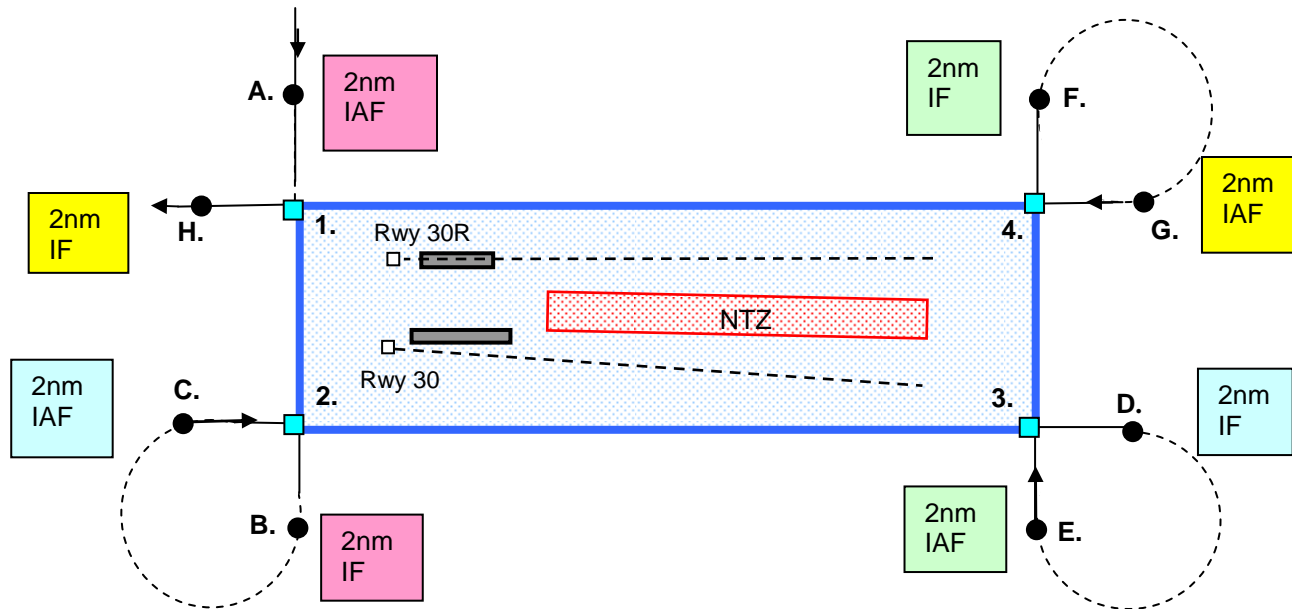 2nm
IAF
A.
2nm
IF
F.
2nm
IAF
G.
2nm
IF
H.
1.
Rwy 30R
4.
NTZ
2nm
IAF
C.
Rwy 30
2.
3.
D.
2nm
IF
B.
2nm
IF
2nm
IAF
E.